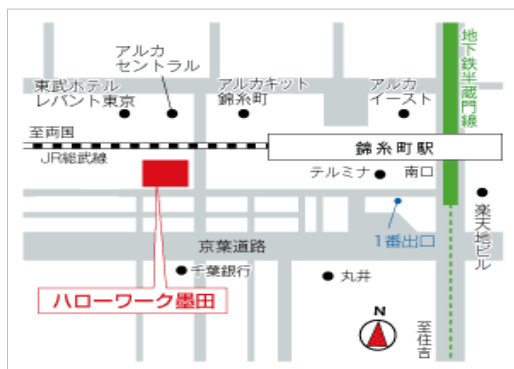 アルカ
セントラル
東武ホテル
レバント東京
アルカキット
錦糸町
アルカ
イースト
地下鉄半蔵門線
至両国
JR総武線
錦糸町駅
テルミナ
南口
楽天地ビル
1番出口
京葉道路
千葉銀行
丸井
ハローワーク墨田
N
至住吉